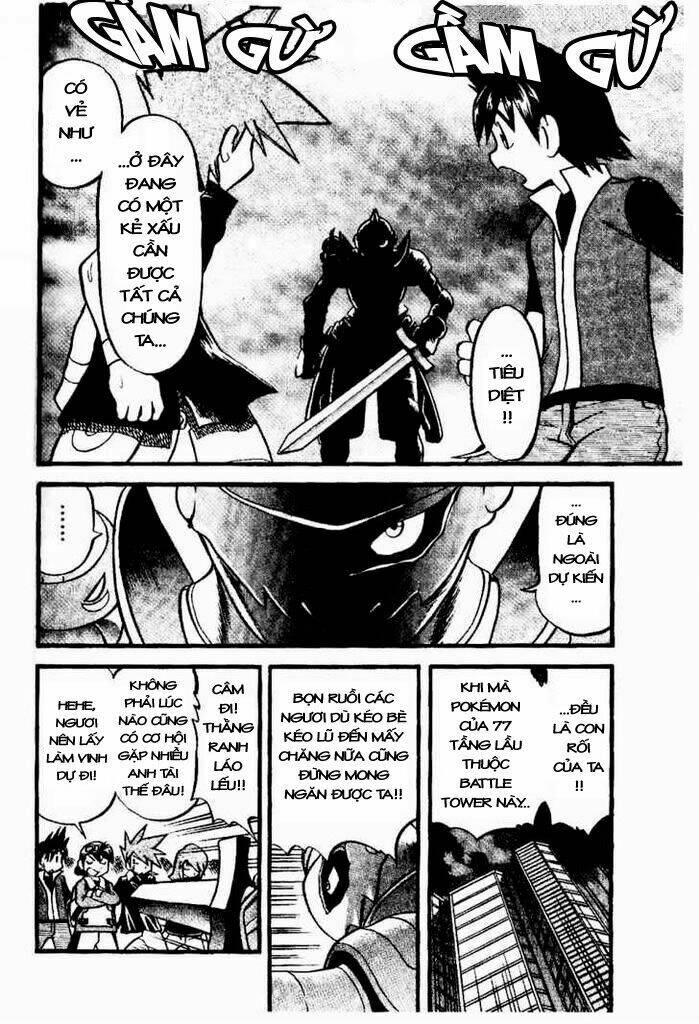 GẦM GỪ
GẦM GỪ
CÓ
VẺ
NHƯ
...
...Ở ĐÂY
ĐANG
CÓ MỘT
KẺ XẤU
CẦN
ĐƯỢC
TẤT CẢ
CHÚNG
TA...
...
TIÊU
DIỆT
!!
......
...
ĐÚNG
LÀ
NGOÀI
DỰ KIẾN
...
HEHE,
NGƯƠI
NÊN LẤY
LÀM VINH
DỰ ĐI!
KHÔNG
PHẢI LÚC
NÀO CŨNG
CÓ CƠ HỘI
GẶP NHIỀU
ANH TÀI
THẾ ĐÂU!
CÂM
ĐI!
THẰNG
RANH
LÁO
LẾU!
BỌN RUỒI CÁC
NGƯƠI DÙ KÉO BÈ
KÉO LŨ ĐẾN MẤY
CHĂNG NỮA CŨNG
ĐỪNG MONG
NGĂN ĐƯỢC TA!!
KHI MÀ
POKÉMON
CỦA 77
TẦNG LẦU
THUỘC
BATTLE
TOWER NÀY..
...ĐỀU
LÀ CON
RỐI
CỦA TA
!!